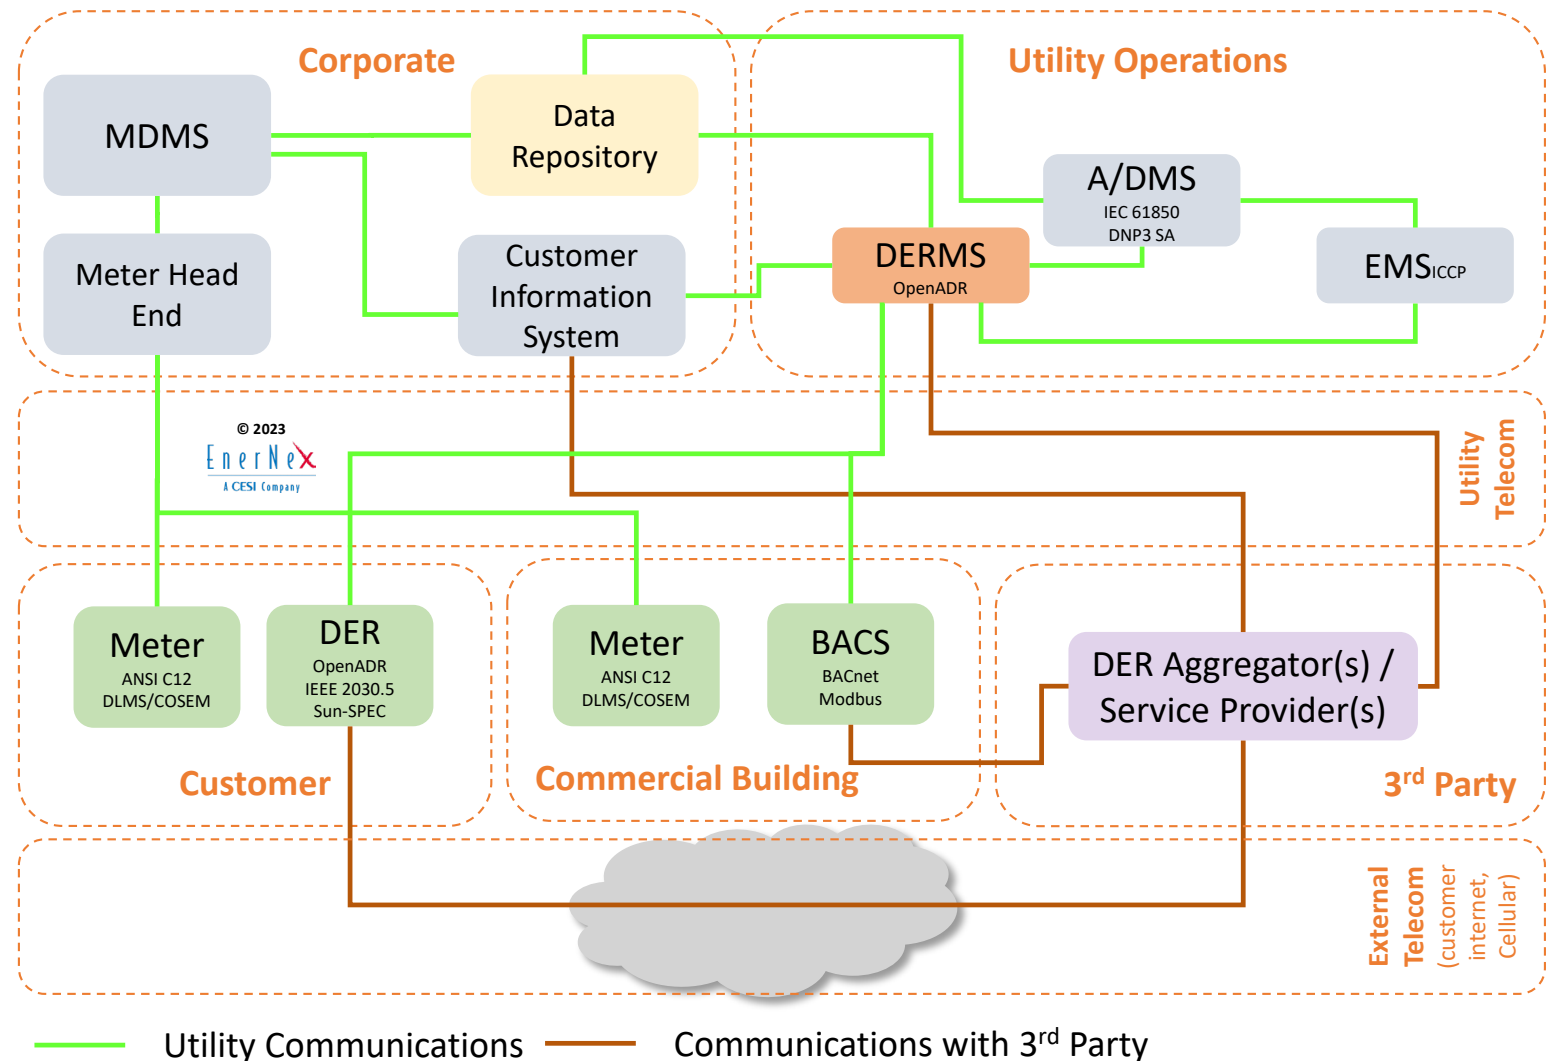 Corporate
Utility Operations
MDMS
Data
Repository
A/DMS
IEC 61850
DNP3 SA
Meter Head
End
Customer
Information
System
DERMS
OpenADR
EMS ICCP
© 2023
EnerNex
A CESI Company
Utility
Telecom
Meter
ANSI C12
DLMS/COSEM
DER
OpenADR
IEEE 2030.5
Sun-SPEC
Meter
ANSI C12
DLMS/COSEM
BACS
BACnet
Modbus
DER Aggregator(s) /
Service Provider(s)
Customer
Commercial Building
3rd Party
External
Telecom
(customer
internet,
Cellular)
Utility Communications
Communications with 3rd Party